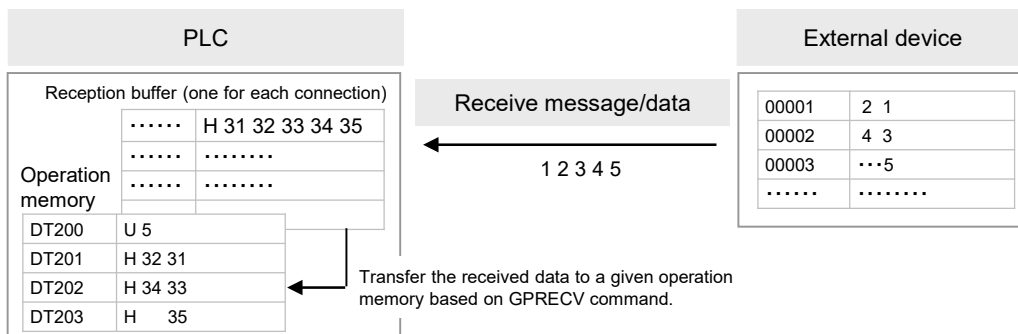 PLC
External device
Reception buffer (one for each connection)
······ H 31 32 33 34 35
······ ········
······ ········
Operation
memory
DT200 U 5
DT201 H 32 31
DT202 H 34 33
DT203 H 35
Receive message/data
1 2 3 4 5
Transfer the received data to a given operation
memory based on GPRECV command.
00001 2 1
00002 4 3
00003 ···5
······ ········